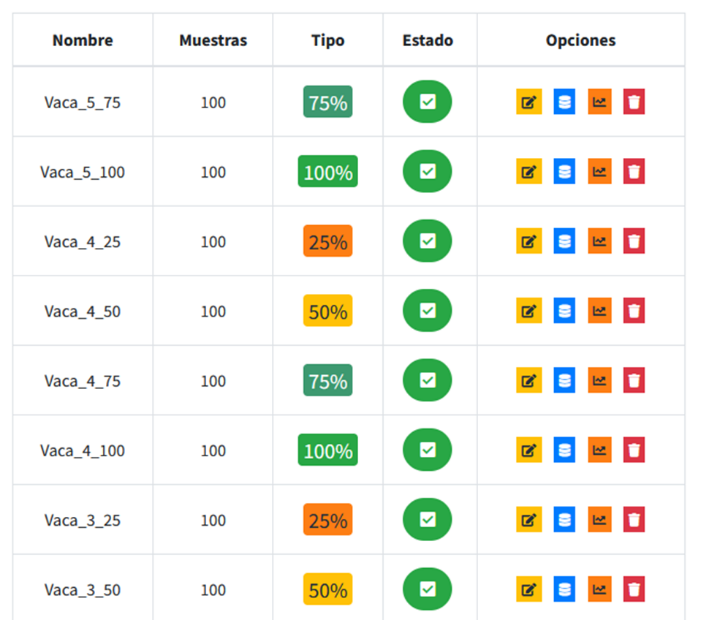 Nombre Muestras Tipo Estado Opciones
Vaca_5_75 100 75%
Vaca_5_100 100 100%
Vaca_4_25 100 25%
Vaca_4_50 100 50%
Vaca_4_75 100 75%
Vaca_4_100 100 100%
Vaca_3_25 100 25%
Vaca_3_50 100 50%